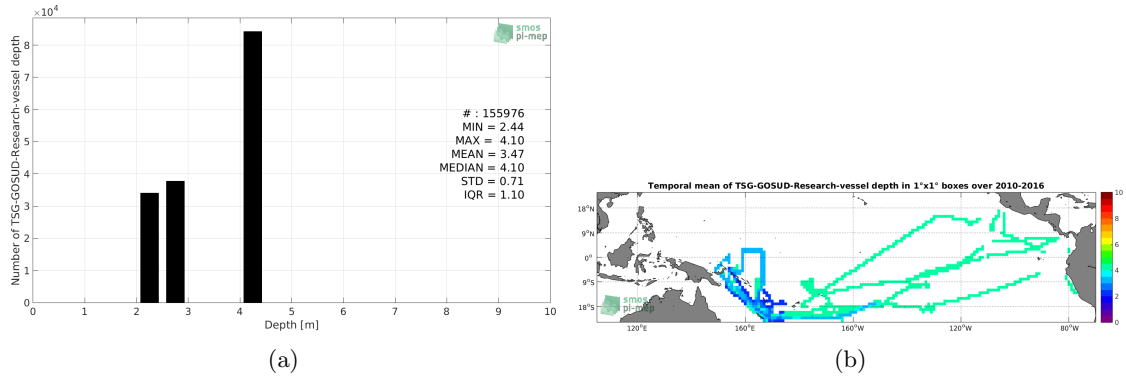 ×10⁴
8
7
6
5
4
3
2
1
0
Number of TSG-GOSUD-Research-vessel depth
smos
pi-mep
# : 155976
MIN = 2.44
MAX = 4.10
MEAN = 3.47
MEDIAN = 4.10
STD = 0.71
IQR = 1.10
0 1 2 3 4 5 6 7 8 9 10
Depth [m]
(a)
Temporal mean of TSG-GOSUD-Research-vessel depth in 1°x1° boxes over 2010-2016
18°N
9°N
0°
9°S
18°S
smos
pi-mep
120°E 160°E 160°W 120°W 80°W
10
8
6
4
2
0
(b)